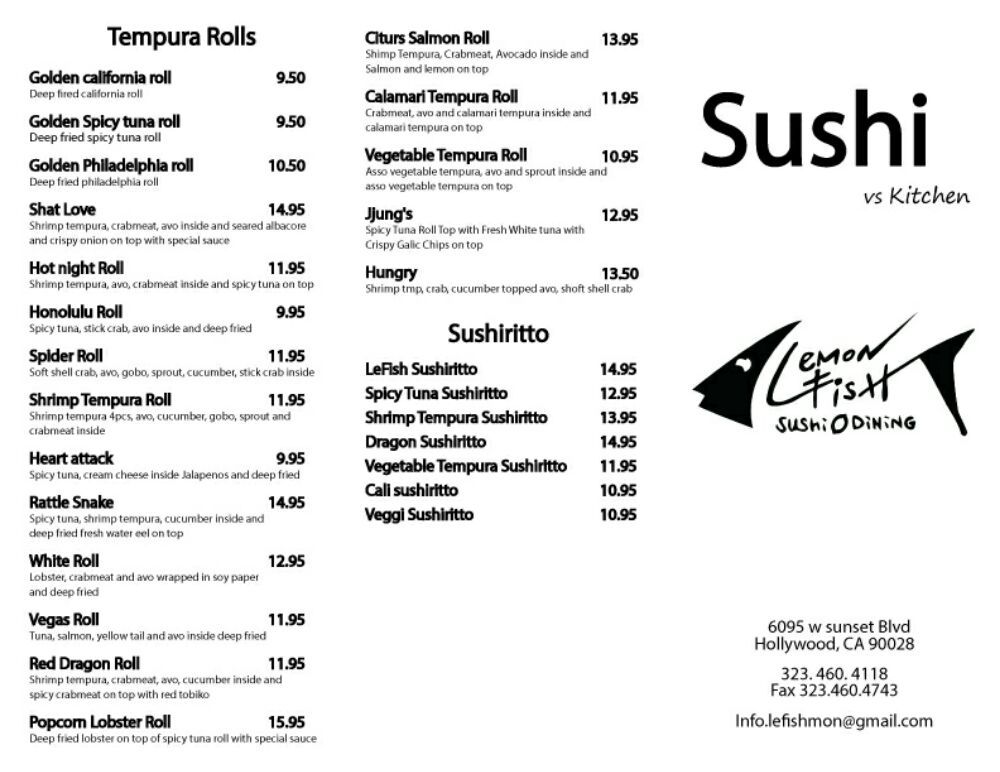 Tempura Rolls
Golden california roll 9.50
Deep fired california roll
Golden Spicy tuna roll 9.50
Deep fried spicy tuna roll
Golden Philadelphia roll 10.50
Deep fried philadelphia roll
Shat Love 14.95
Shrimp tempura, crabmeat, avo inside and seared albacore
and crispy onion on top with special sauce
Hot night Roll 11.95
Shrimp tempura, avo, crabmeat inside and spicy tuna on top
Honolulu Roll 9.95
Spicy tuna, stick crab, avo inside and deep fried
Spider Roll 11.95
Soft shell crab, avo, gobo, sprout, cucumber, stick crab inside
Shrimp Tempura Roll 11.95
Shrimp tempura 4pcs, avo, cucumber, gobo, sprout and
crabmeat inside
Heart attack 9.95
Spicy tuna, cream cheese inside Jalapenos and deep fried
Rattle Snake 14.95
Spicy tuna, shrimp tempura, cucumber inside and
deep fried fresh water eel on top
White Roll 12.95
Lobster, crabmeat and avo wrapped in soy paper
and deep fried
Vegas Roll 11.95
Tuna, salmon, yellow tail and avo inside deep fried
Red Dragon Roll 11.95
Shrimp tempura, crabmeat, avo, cucumber inside and
spicy crabmeat on top with red tobiko
Popcorn Lobster Roll 15.95
Deep fried lobster on top of spicy tuna roll with special sauce
Citurs Salmon Roll 13.95
Shimp Tempura, Crabmeat, Avocado inside and
Salmon and lemon on top
Calamari Tempura Roll 11.95
Crabmeat, avo and calamari tempura inside and
calamari tempura on top
Vegetable Tempura Roll 10.95
Asso vegetable tempura, avo and sprout inside and
asso vegetable tempura on top
Jjung's 12.95
Spicy Tuna Roll Top with Fresh White tuna with
Crispy Galic Chips on top
Hungry 13.50
Shrimp tmp, crab, cucumber topped avo, shoft shell crab
Sushiritto
LeFish Sushiritto 14.95
Spicy Tuna Sushiritto 12.95
Shrimp Tempura Sushiritto 13.95
Dragon Sushiritto 14.95
Vegetable Tempura Sushiritto 11.95
Cali sushiritto 10.95
Veggi Sushiritto 10.95
Sushi
vs Kitchen
LEMON
FisH
SUSHi O DiNiNG
6095 w sunset Blvd
Hollywood, CA 90028
323. 460. 4118
Fax 323.460.4743
Info.lefishmon@gmail.com